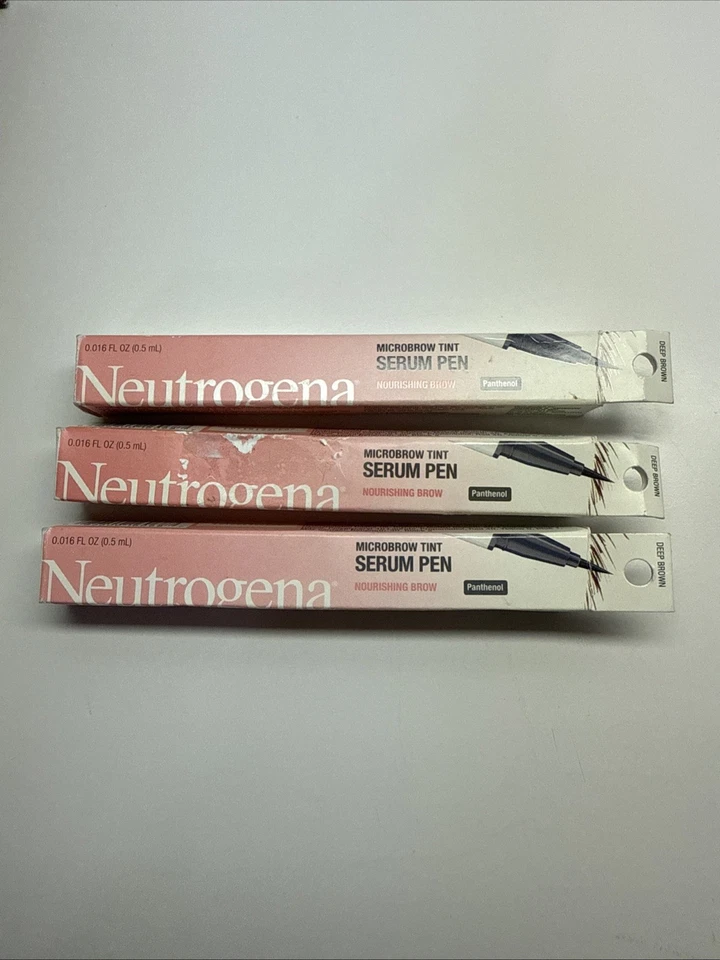 0.016 FL OZ (0.5 mL)
Neutrogena®
MICROBROW TINT
SERUM PEN
NOURISHING BROW
Panthenol
DEEP BROWN
0.016 FL OZ (0.5 mL)
Neutrogena®
MICROBROW TINT
SERUM PEN
NOURISHING BROW
Panthenol
DEEP BROWN
0.016 FL OZ (0.5 mL)
Neutrogena®
MICROBROW TINT
SERUM PEN
NOURISHING BROW
Panthenol
DEEP BROWN